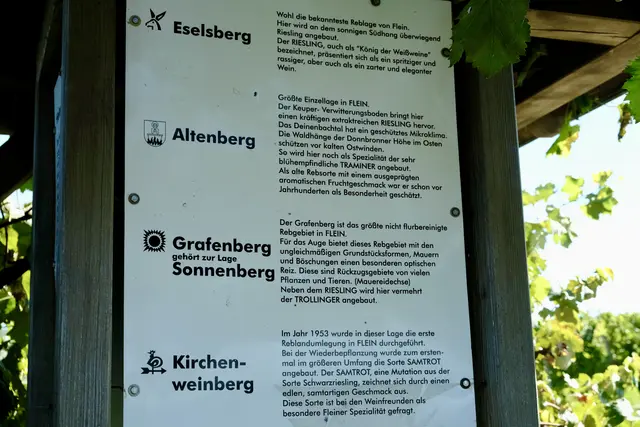 Eselsberg
Wohl die bekannteste Reblage von Flein.
Hier wird an dem sonnigen Südhang überwiegend
Riesling angebaut.
Der RIESLING, auch als "König der Weißweine"
bezeichnet, präsentiert sich als ein spritziger und
rassiger, aber auch als ein zarter und eleganter
Wein.
Altenberg
Größte Einzellage in FLEIN.
Der Keuper- Verwitterungsboden bringt hier
einen kräftigen extraktreichen RIESLING hervor.
Das Deinenbachtal hat ein geschütztes Mikroklima.
Die Waldhänge der Donnbronner Höhe im Osten
schützen vor kalten Ostwinden.
So wird hier noch als Spezialität der sehr
blühempfindliche TRAMINER angebaut.
Als alte Rebsorte mit einem ausgeprägten
aromatischen Fruchtgeschmack war er schon vor
Jahrhunderten als Besonderheit geschätzt.
Grafenberg
gehört zur Lage
Sonnenberg
Der Grafenberg ist das größte nicht flurbereinigte
Rebgebiet in FLEIN.
Für das Auge bietet dieses Rebgebiet mit den
ungleichmäßigen Grundstücksformen, Mauern
und Böschungen einen besonderen optischen
Reiz. Diese sind Rückzugsgebiete von vielen
Pflanzen und Tieren. (Mauereidechse)
Neben dem RIESLING wird hier vermehrt
der TROLLINGER angebaut.
Kirchen-
weinberg
Im Jahr 1953 wurde in dieser Lage die erste
Reblandumlegung in FLEIN durchgeführt.
Bei der Wiederbepflanzung wurde zum ersten-
mal im größeren Umfang die Sorte SAMTROT
angebaut. Der SAMTROT, eine Mutation aus der
Sorte Schwarzriesling, zeichnet sich durch einen
edlen, samtartigen Geschmack aus.
Diese Sorte ist bei den Weinfreunden als
besondere Fleiner Spezialität gefragt.